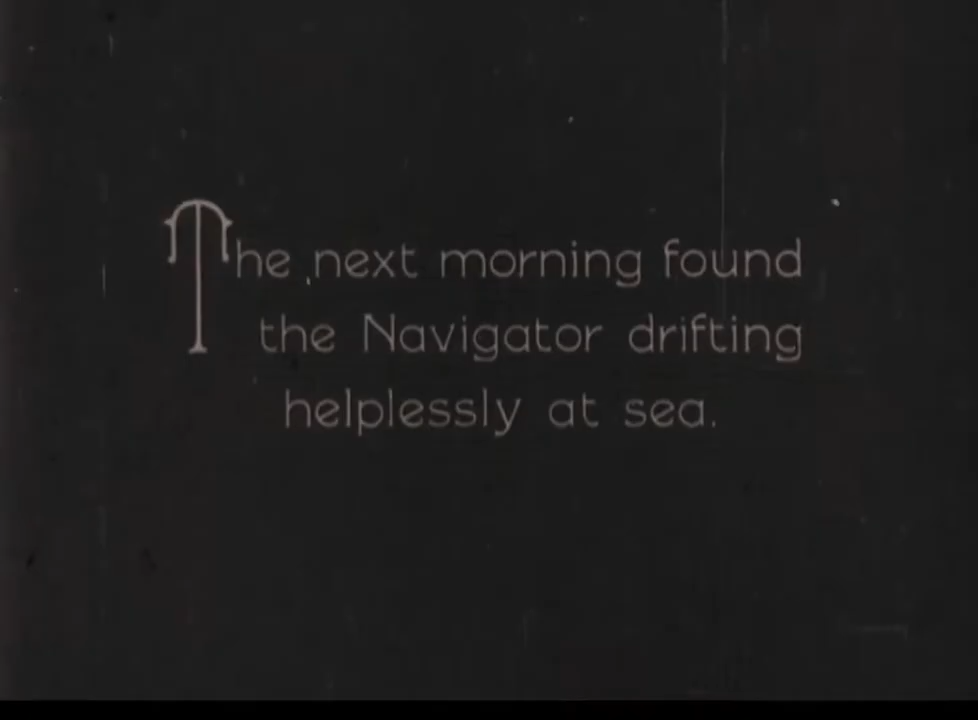 The next morning found
the Navigator drifting
helplessly at sea.